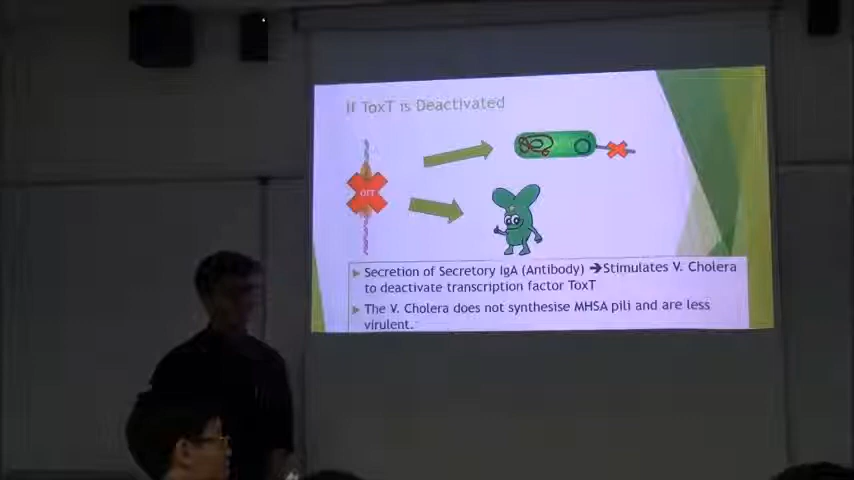 If ToxT is Deactivated
OFF
Secretion of Secretory IgA (Antibody) →Stimulates V. Cholera
to deactivate transcription factor ToxT
The V. Cholera does not synthesise MHSA pili and are less
virulent.